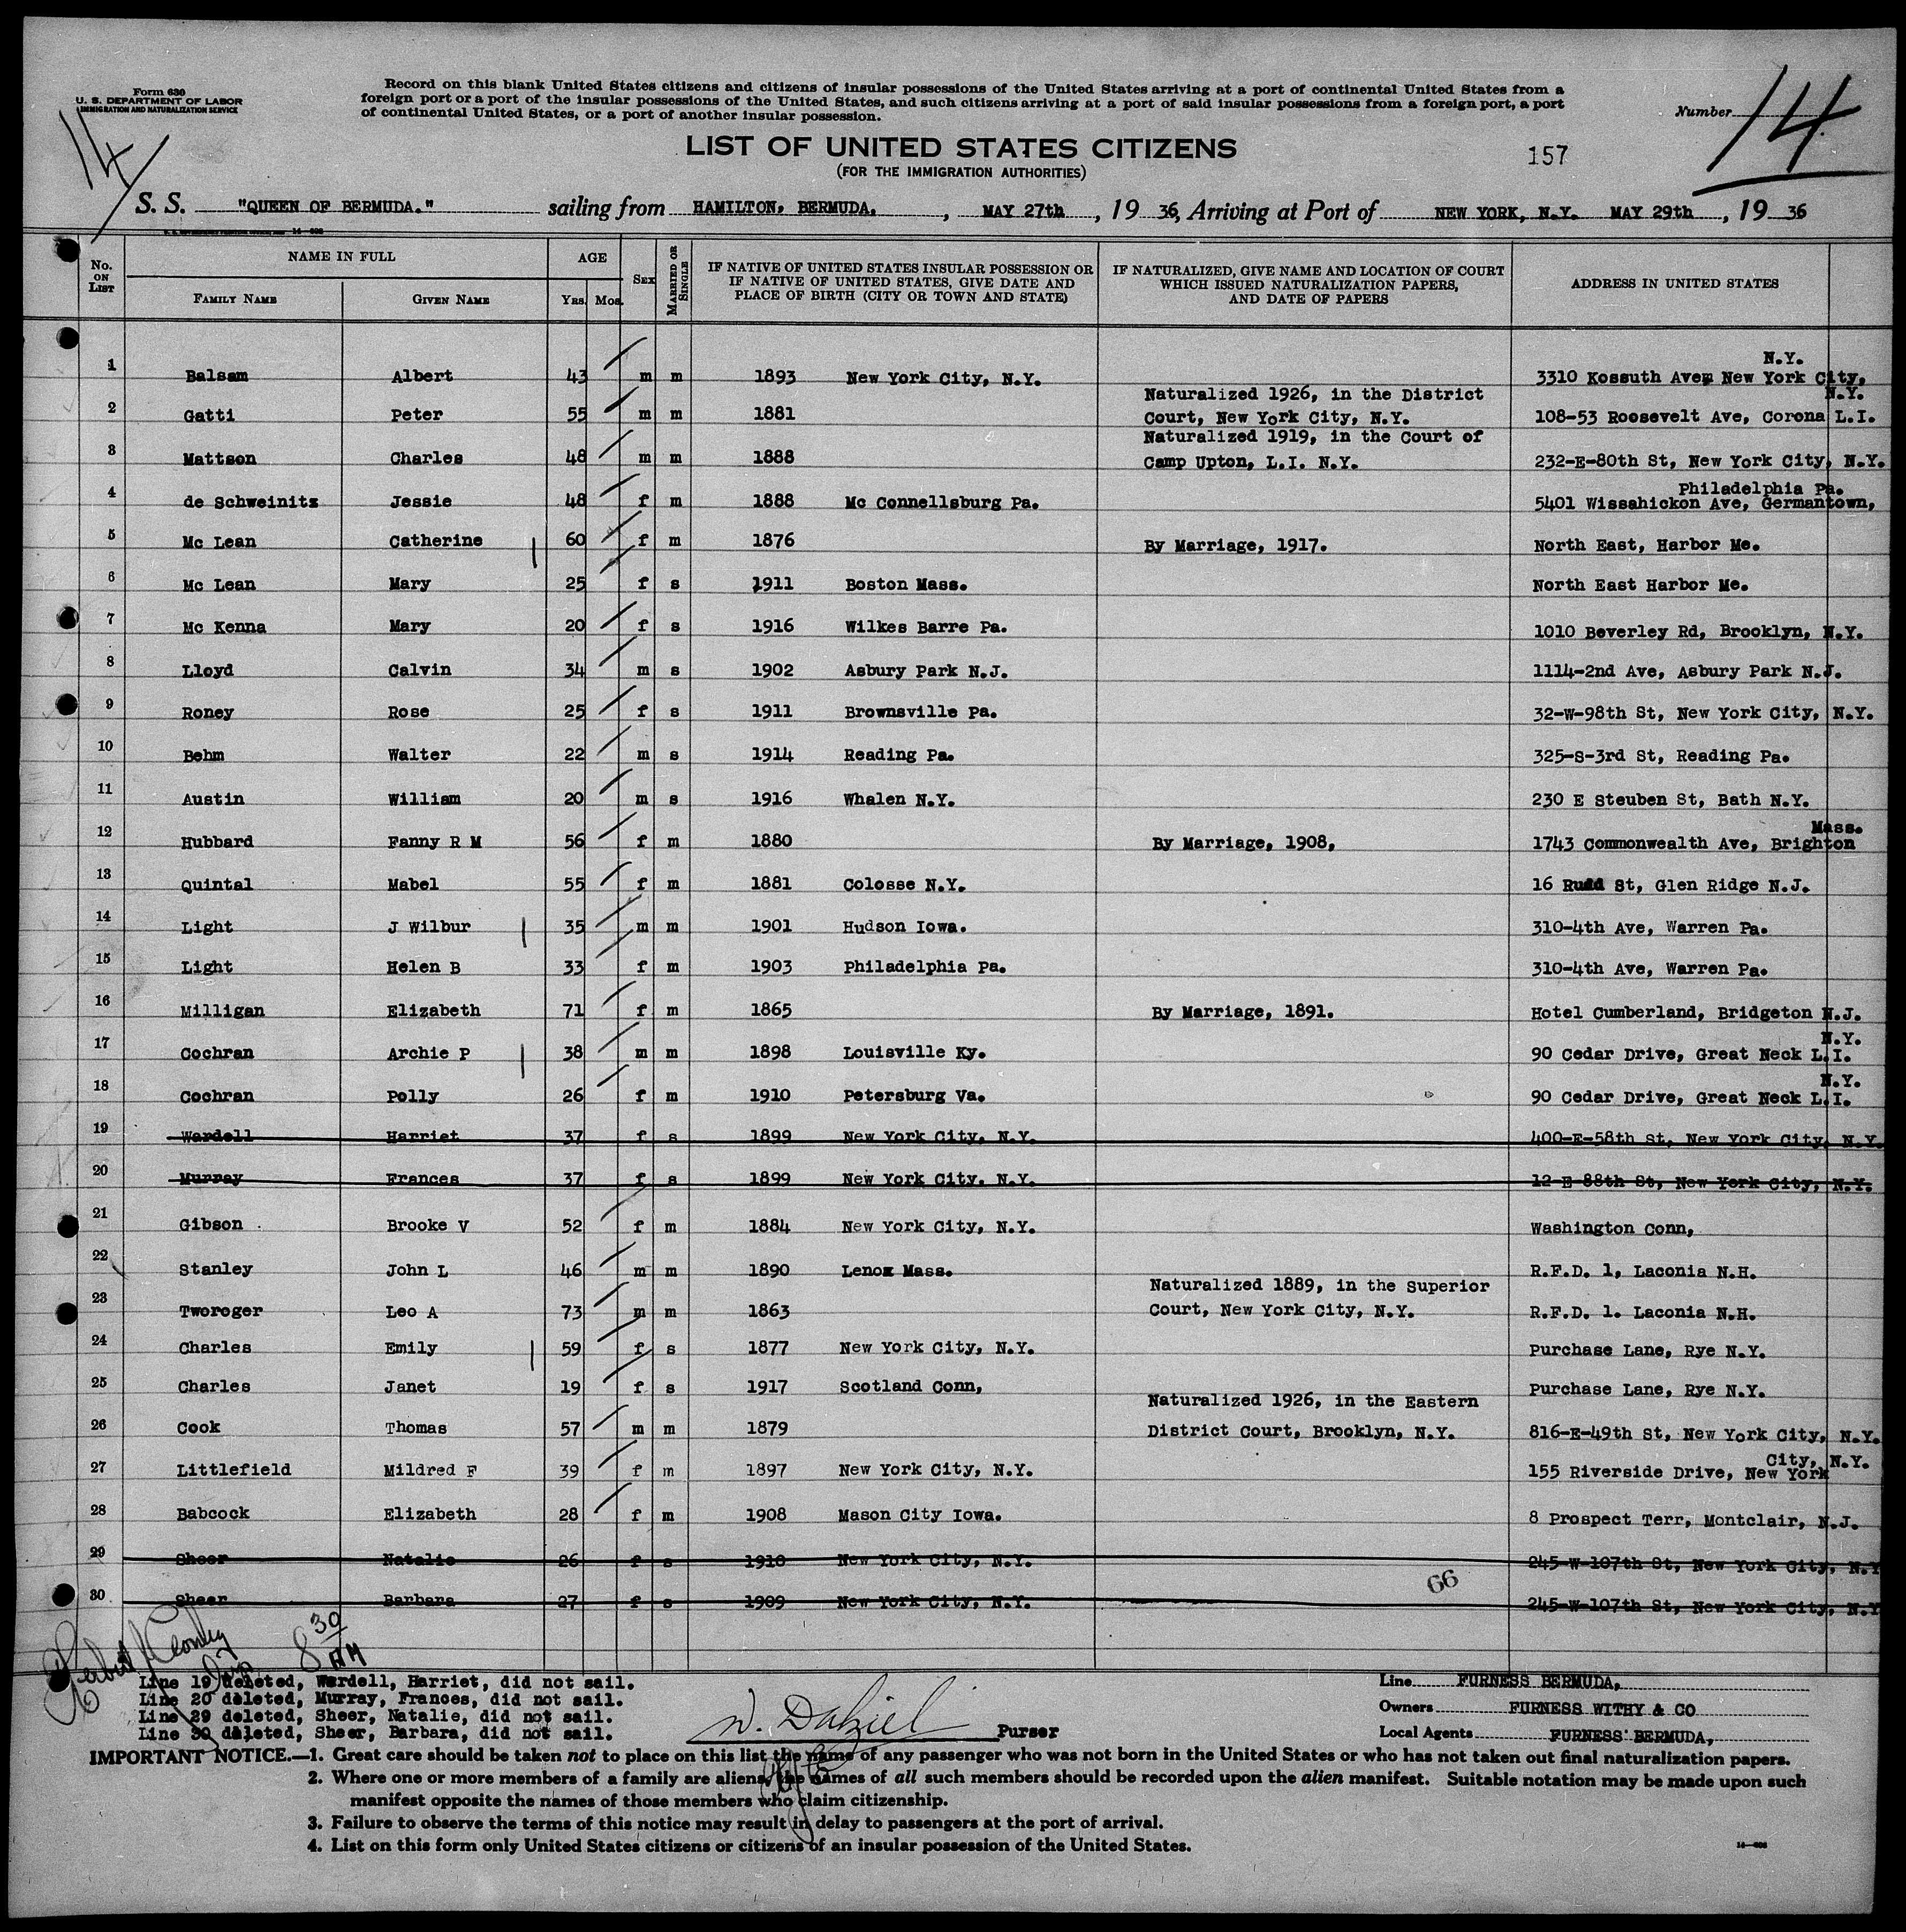 Form 630
U. S. DEPARTMENT OF LABOR
IMMIGRATION AND NATURALIZATION SERVICE
14
Record on this blank United States citizens and citizens of insular possessions of the United States arriving at a port of continental United States from a
foreign port or a port of the insular possessions of the United States, and such citizens arriving at a port of said insular possessions from a foreign port, a port
of continental United States, or a port of another insular possession.
Number 14
LIST OF UNITED STATES CITIZENS
(FOR THE IMMIGRATION AUTHORITIES)
157
S. S. "QUEEN OF BERMUDA." sailing from HAMILTON, BERMUDA, , MAY 27th , 19 36, Arriving at Port of NEW YORK, N.Y. MAY 29th , 19 36
No. ON LIST
NAME IN FULL
FAMILY NAME
GIVEN NAME
AGE
YRS. MOS.
SEX
MARRIED OR SINGLE
IF NATIVE OF UNITED STATES INSULAR POSSESSION OR
IF NATIVE OF UNITED STATES, GIVE DATE AND
PLACE OF BIRTH (CITY OR TOWN AND STATE)
IF NATURALIZED, GIVE NAME AND LOCATION OF COURT
WHICH ISSUED NATURALIZATION PAPERS,
AND DATE OF PAPERS
ADDRESS IN UNITED STATES
N.Y.
1 Balsam Albert 43 m m 1893 New York City, N.Y. 3310 Kossuth Ave, New York City,
Naturalized 1926, in the District N.Y.
2 Gatti Peter 55 m m 1881 Court, New York City, N.Y. 108-53 Roosevelt Ave, Corona L.I.
Naturalized 1919, in the Court of
3 Mattson Charles 48 m m 1888 Camp Upton, L.I. N.Y. 232-E-80th St, New York City, N.Y.
Philadelphia Pa.
4 de Schweinitz Jessie 48 f m 1888 Mc Connellsburg Pa. 5401 Wissahickon Ave, Germantown,
5 Mc Lean Catherine 60 f m 1876 By Marriage, 1917. North East, Harbor Me.
6 Mc Lean Mary 25 f s 1911 Boston Mass. North East Harbor Me.
7 Mc Kenna Mary 20 f s 1916 Wilkes Barre Pa. 1010 Beverley Rd, Brooklyn, N.Y.
8 Lloyd Calvin 34 m s 1902 Asbury Park N.J. 1114-2nd Ave, Asbury Park N.J.
9 Roney Rose 25 f s 1911 Brownsville Pa. 32-W-98th St, New York City, N.Y.
10 Behm Walter 22 m s 1914 Reading Pa. 325-S-3rd St, Reading Pa.
11 Austin William 20 m s 1916 Whalen N.Y. 230 E Steuben St, Bath N.Y.
Mass.
12 Hubbard Fanny R M 56 f m 1880 By Marriage, 1908, 1743 Commonwealth Ave, Brighton
13 Quintal Mabel 55 f m 1881 Colosse N.Y. 16 Rudd St, Glen Ridge N.J.
14 Light J Wilbur 35 m m 1901 Hudson Iowa. 310-4th Ave, Warren Pa.
15 Light Helen B 33 f m 1903 Philadelphia Pa. 310-4th Ave, Warren Pa.
16 Milligan Elizabeth 71 f m 1865 By Marriage, 1891. Hotel Cumberland, Bridgeton N.J.
N.Y.
17 Cochran Archie P 38 m m 1898 Louisville Ky. 90 Cedar Drive, Great Neck L.I.
N.Y.
18 Cochran Polly 26 f m 1910 Petersburg Va. 90 Cedar Drive, Great Neck L.I.
19 Wardell Harriet 37 f s 1899 New York City, N.Y. 400-E-58th St, New York City, N.Y.
20 Murray Frances 37 f s 1899 New York City. N.Y. 12-E-88th St, New York City, N.Y.
21 Gibson Brooke V 52 f m 1884 New York City, N.Y. Washington Conn,
22 Stanley John L 46 m m 1890 Lenox Mass. R.F.D. 1, Laconia N.H.
Naturalized 1889, in the Superior
23 Tworoger Leo A 73 m m 1863 Court, New York City, N.Y. R.F.D. 1. Laconia N.H.
24 Charles Emily 59 f s 1877 New York City, N.Y. Purchase Lane, Rye N.Y.
25 Charles Janet 19 f s 1917 Scotland Conn, Purchase Lane, Rye N.Y.
Naturalized 1926, in the Eastern
26 Cook Thomas 57 m m 1879 District Court, Brooklyn, N.Y. 816-E-49th St, New York City, N.Y.
City, N.Y.
27 Littlefield Mildred F 39 f m 1897 New York City, N.Y. 155 Riverside Drive, New York
28 Babcock Elizabeth 28 f m 1908 Mason City Iowa. 8 Prospect Terr, Montclair, N.J.
29 Sheer Natalie 26 f s 1910 New York City, N.Y. 245-W-107th St, New York City, N.Y
30 Sheer Barbara 27 f s 1909 New York City, N.Y. 245-W-107th St, New York City, N.Y
66
8 30 AM
Line 19 deleted, Wardell, Harriet, did not sail.
Line 20 deleted, Murray, Frances, did not sail.
Line 29 deleted, Sheer, Natalie, did not sail.
Line 30 deleted, Sheer, Barbara, did not sail.
W. Dalziel Purser
Line FURNESS BERMUDA,
Owners FURNESS WITHY & CO
Local Agents FURNESS BERMUDA,
IMPORTANT NOTICE.—1. Great care should be taken not to place on this list the name of any passenger who was not born in the United States or who has not taken out final naturalization papers.
2. Where one or more members of a family are aliens, the names of all such members should be recorded upon the alien manifest. Suitable notation may be made upon such
manifest opposite the names of those members who claim citizenship.
3. Failure to observe the terms of this notice may result in delay to passengers at the port of arrival.
4. List on this form only United States citizens or citizens of an insular possession of the United States.